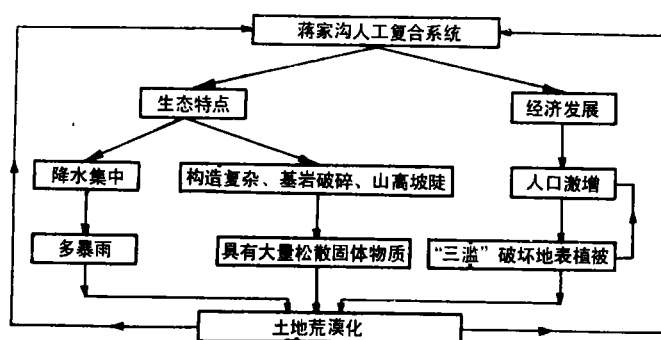 蒋家沟人工复合系统
生态特点
经济发展
降水集中
构造复杂、基岩破碎、山高坡陡
人口激增
多暴雨
具有大量松散固体物质
“三滥”破坏地表植被
土地荒漠化